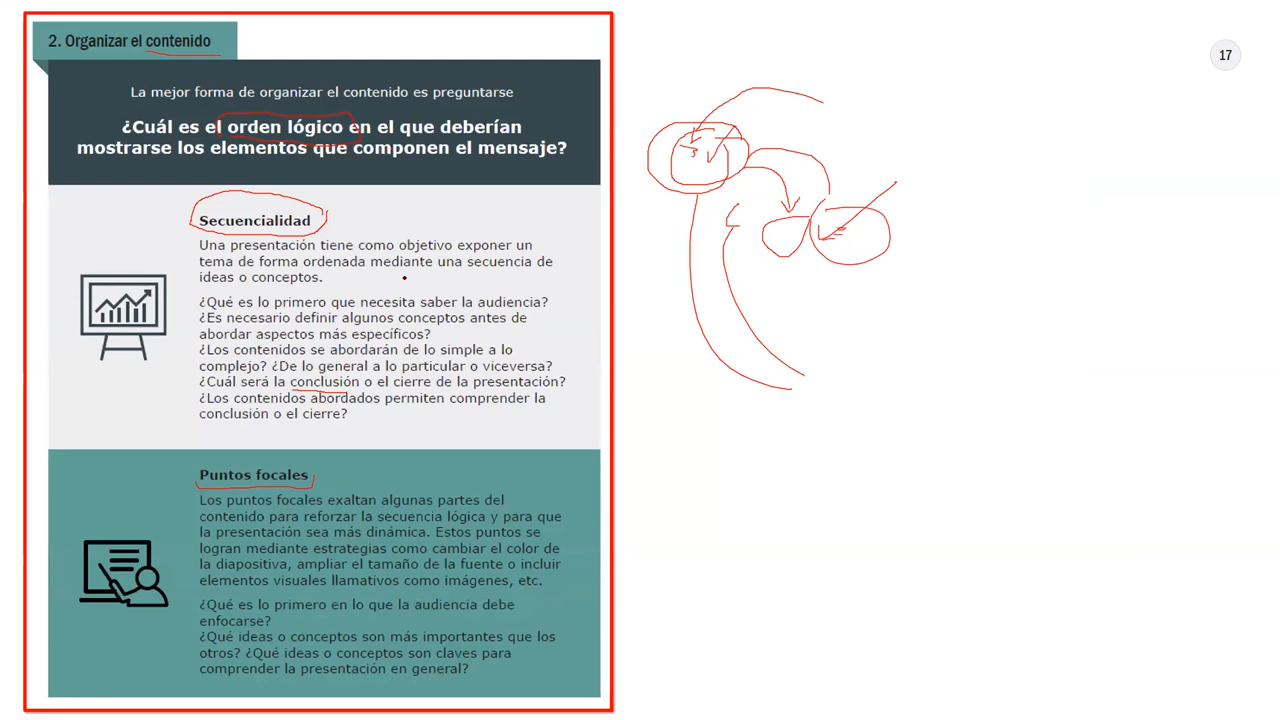 2. Organizar el contenido
17
La mejor forma de organizar el contenido es preguntarse
¿Cuál es el orden lógico en el que deberían
mostrarse los elementos que componen el mensaje?
Secuencialidad
Una presentación tiene como objetivo exponer un
tema de forma ordenada mediante una secuencia de
ideas o conceptos.
¿Qué es lo primero que necesita saber la audiencia?
¿Es necesario definir algunos conceptos antes de
abordar aspectos más específicos?
¿Los contenidos se abordarán de lo simple a lo
complejo? ¿De lo general a lo particular o viceversa?
¿Cuál será la conclusión o el cierre de la presentación?
¿Los contenidos abordados permiten comprender la
conclusión o el cierre?
Puntos focales
Los puntos focales exaltan algunas partes del
contenido para reforzar la secuencia lógica y para que
la presentación sea más dinámica. Estos puntos se
logran mediante estrategias como cambiar el color de
la diapositiva, ampliar el tamaño de la fuente o incluir
elementos visuales llamativos como imágenes, etc.
¿Qué es lo primero en lo que la audiencia debe
enfocarse?
¿Qué ideas o conceptos son más importantes que los
otros? ¿Qué ideas o conceptos son claves para
comprender la presentación en general?